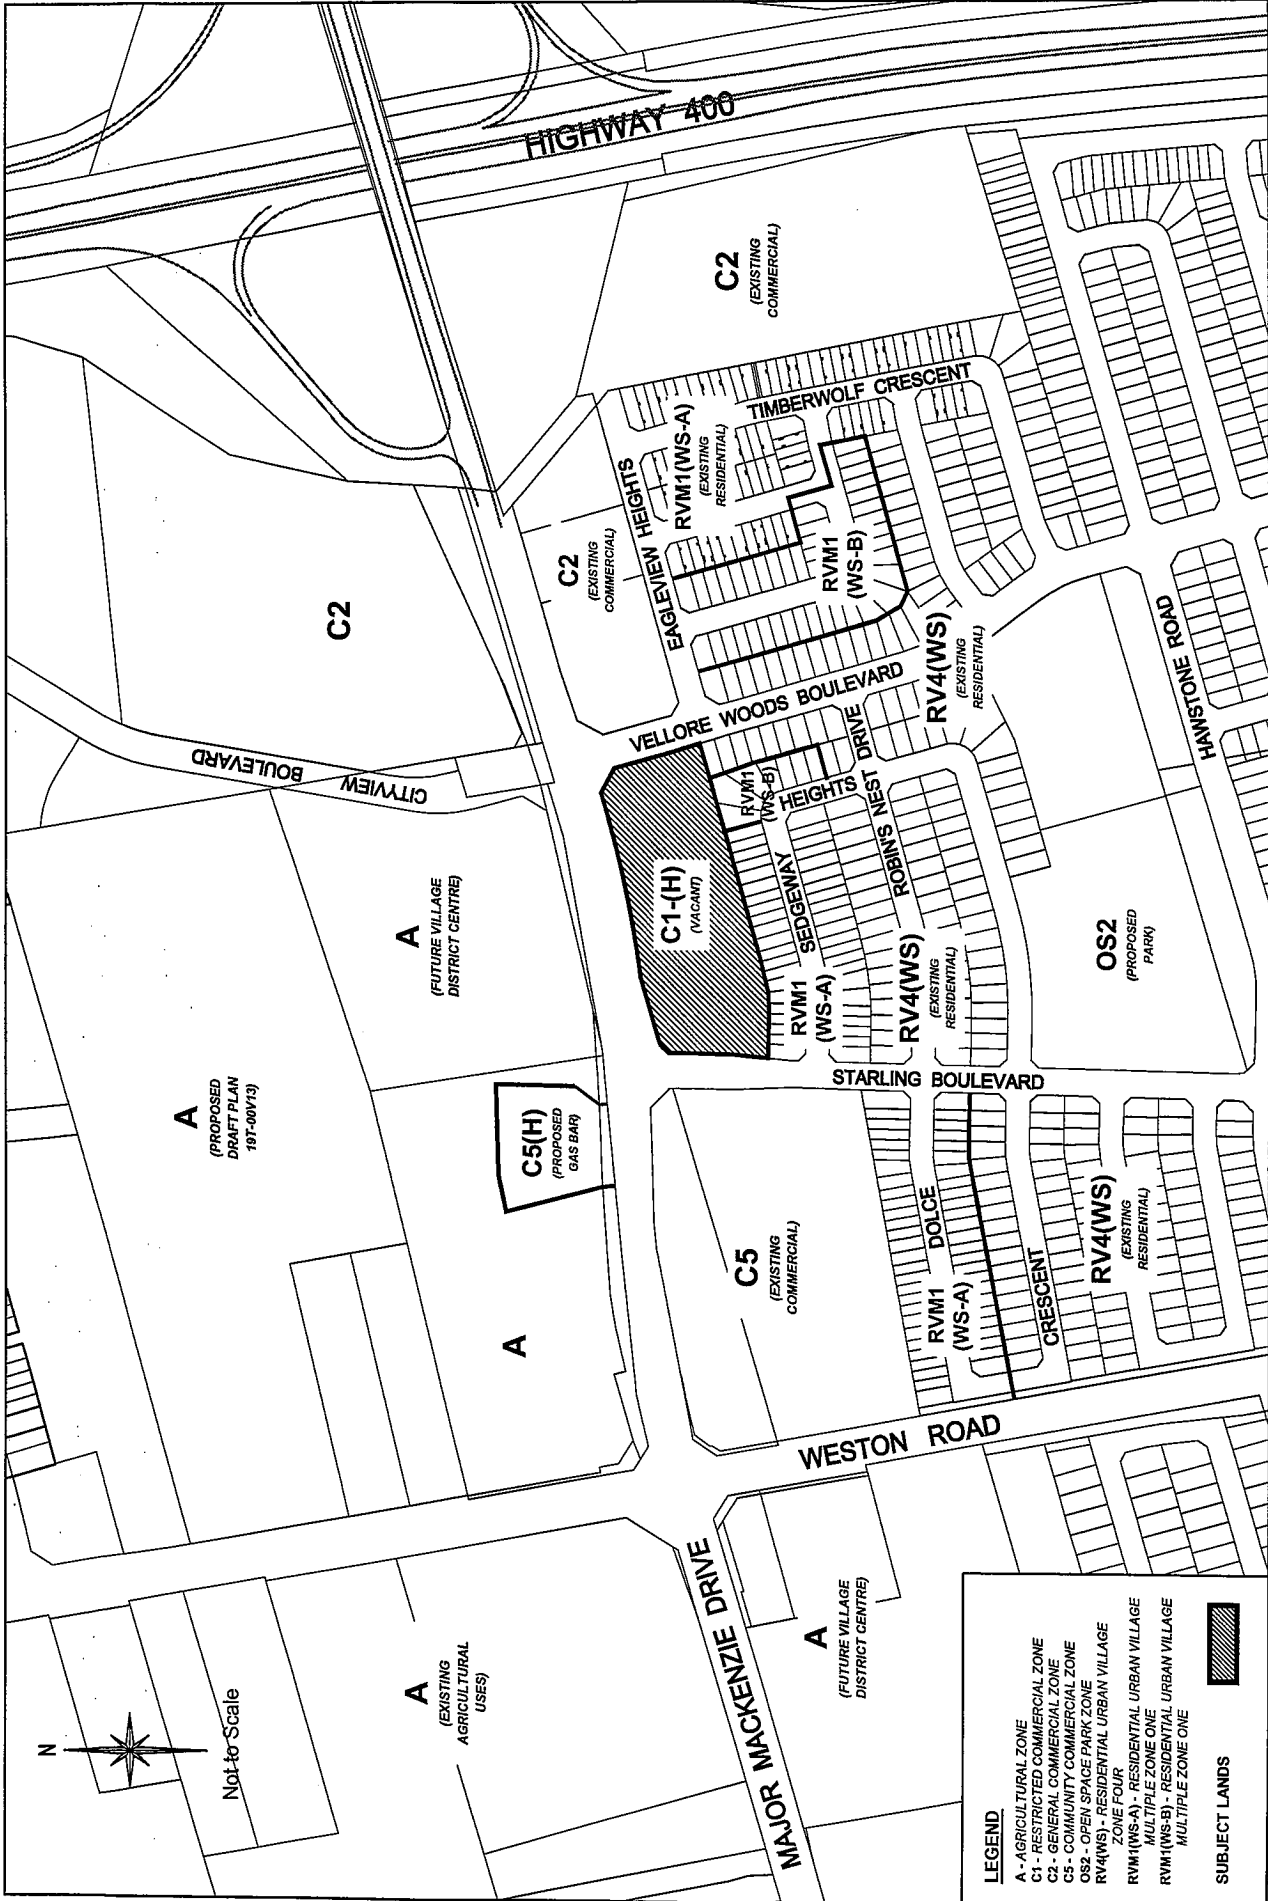 N
Not to Scale
A
(EXISTING
AGRICULTURAL
USES)
A
(PROPOSED
DRAFT PLAN
19T-00V13)
A
(FUTURE VILLAGE
DISTRICT CENTRE)
A
C5(H)
(PROPOSED
GAS BAR)
CITYVIEW
BOULEVARD
C2
HIGHWAY 400
MAJOR MACKENZIE DRIVE
A
(FUTURE VILLAGE
DISTRICT CENTRE)
WESTON ROAD
C5
(EXISTING
COMMERCIAL)
C1-(H)
(VACANT)
C2
(EXISTING
COMMERCIAL)
C2
(EXISTING
COMMERCIAL)
EAGLEVIEW HEIGHTS
RVM1(WS-A)
(EXISTING
RESIDENTIAL)
TIMBERWOLF CRESCENT
RVM1
(WS-B)
VELLORE WOODS BOULEVARD
RVM1
(WS-B)
SEDGEWAY HEIGHTS
ROBIN'S NEST DRIVE
RVM1
(WS-A)
RV4(WS)
(EXISTING
RESIDENTIAL)
RV4(WS)
(EXISTING
RESIDENTIAL)
STARLING BOULEVARD
DOLCE
CRESCENT
RVM1
(WS-A)
RV4(WS)
(EXISTING
RESIDENTIAL)
OS2
(PROPOSED
PARK)
HAWSTONE ROAD
LEGEND
A - AGRICULTURAL ZONE
C1 - RESTRICTED COMMERCIAL ZONE
C2 - GENERAL COMMERCIAL ZONE
C5 - COMMUNITY COMMERCIAL ZONE
OS2 - OPEN SPACE PARK ZONE
RV4(WS) - RESIDENTIAL URBAN VILLAGE
ZONE FOUR
RVM1(WS-A) - RESIDENTIAL URBAN VILLAGE
MULTIPLE ZONE ONE
RVM1(WS-B) - RESIDENTIAL URBAN VILLAGE
MULTIPLE ZONE ONE
SUBJECT LANDS